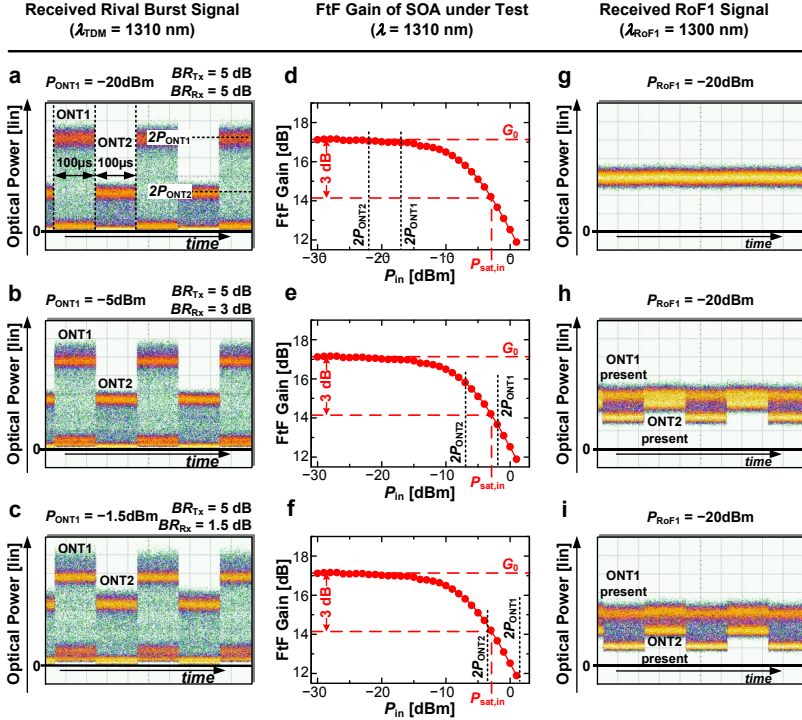 Received Rival Burst Signal
(λTDM = 1310 nm)
FtF Gain of SOA under Test
(λ = 1310 nm)
Received RoF1 Signal
(λRoF1 = 1300 nm)
a
PONT1 = −20dBm
BRTx = 5 dB
BRRx = 5 dB
Optical Power [lin]
ONT1
ONT2
2PONT1
100µs
100µs
2PONT2
0
time
d
FtF Gain [dB]
18
16
14
12
G0
3 dB
2PONT2
2PONT1
Psat,in
−30
−20
−10
0
Pin [dBm]
g
PRoF1 = −20dBm
Optical Power [lin]
0
time
b
PONT1 = −5dBm
BRTx = 5 dB
BRRx = 3 dB
Optical Power [lin]
ONT1
ONT2
0
time
e
FtF Gain [dB]
18
16
14
12
G0
3 dB
2PONT2
2PONT1
Psat,in
−30
−20
−10
0
Pin [dBm]
h
PRoF1 = −20dBm
Optical Power [lin]
ONT1
present
ONT2
present
0
time
c
PONT1 = −1.5dBm
BRTx = 5 dB
BRRx = 1.5 dB
Optical Power [lin]
ONT1
ONT2
0
time
f
FtF Gain [dB]
18
16
14
12
G0
3 dB
2PONT2
2PONT1
Psat,in
−30
−20
−10
0
Pin [dBm]
i
PRoF1 = −20dBm
Optical Power [lin]
ONT1
present
ONT2
present
0
time